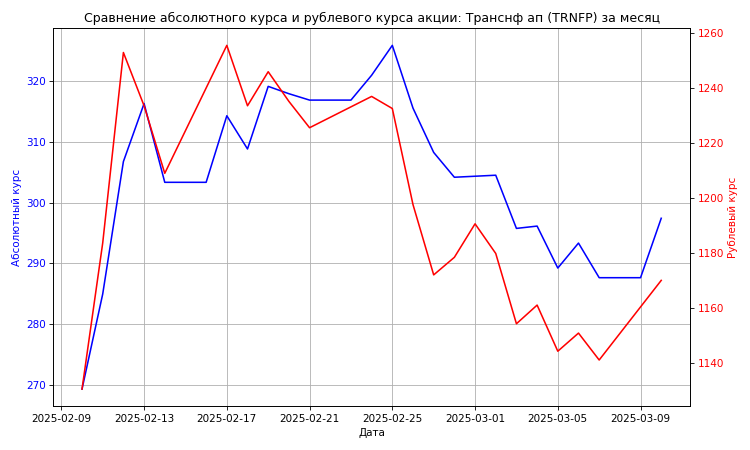 Сравнение абсолютного курса и рублевого курса акции: Транснф ап (TRNFP) за месяц
Абсолютный курс
320
310
300
290
280
270
1260
1240
1220
1200
1180
1160
1140
Рублевый курс
2025-02-09 2025-02-13 2025-02-17 2025-02-21 2025-02-25 2025-03-01 2025-03-05 2025-03-09
Дата